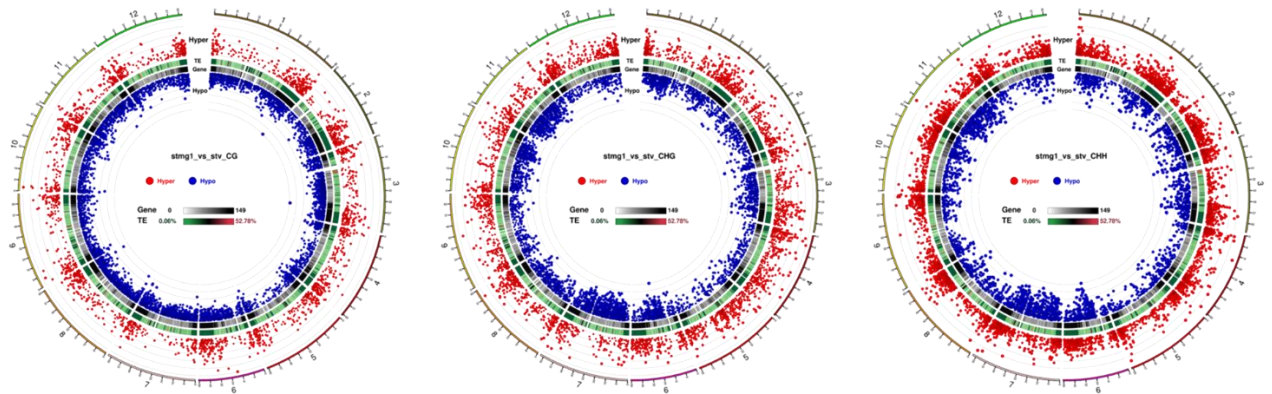 12
1
Hyper
TE
Gene
Hypo
11
2
stmg1_vs_stv_CG
10
3
Hyper Hypo
Gene 0 149
TE 0.06% 52.78%
9
4
8
5
7
6
12
1
Hyper
TE
Gene
Hypo
11
2
stmg1_vs_stv_CHG
10
3
Hyper Hypo
Gene 0 149
TE 0.06% 52.78%
9
4
8
5
7
6
12
1
Hyper
TE
Gene
Hypo
11
2
stmg1_vs_stv_CHH
10
3
Hyper Hypo
Gene 0 149
TE 0.06% 52.78%
9
4
8
5
7
6